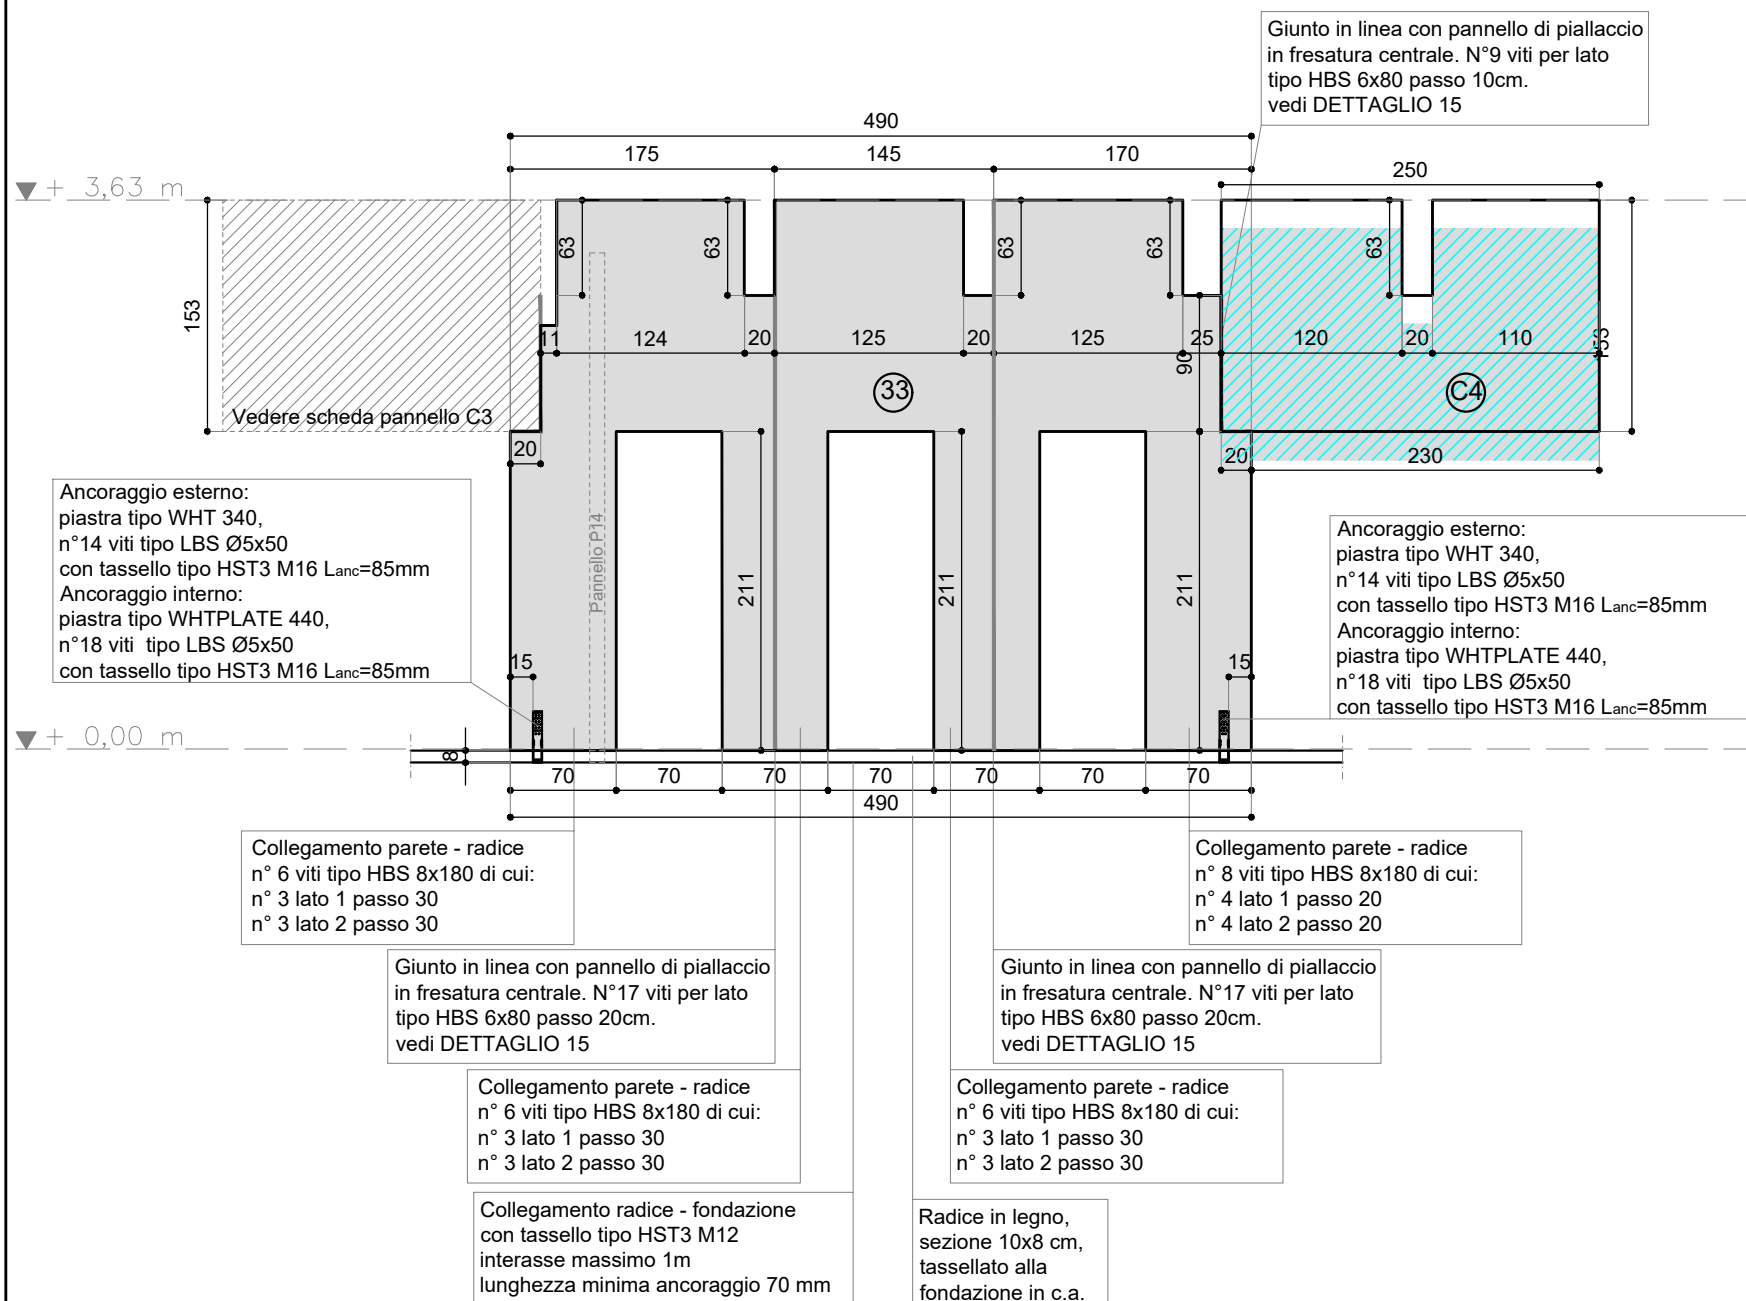 Giunto in linea con pannello di piallaccio
in fresatura centrale. N°9 viti per lato
tipo HBS 6x80 passo 10cm.
vedi DETTAGLIO 15
490
175
145
170
250
+ 3,63 m
63
63
63
63
63
153
153
11
124
20
125
20
125
25
120
20
110
90
33
C4
Vedere scheda pannello C3
20
20
230
Ancoraggio esterno:
piastra tipo WHT 340,
n°14 viti tipo LBS Ø5x50
con tassello tipo HST3 M16 Lanc=85mm
Ancoraggio interno:
piastra tipo WHTPLATE 440,
n°18 viti tipo LBS Ø5x50
con tassello tipo HST3 M16 Lanc=85mm
Pannello P14
211
211
211
Ancoraggio esterno:
piastra tipo WHT 340,
n°14 viti tipo LBS Ø5x50
con tassello tipo HST3 M16 Lanc=85mm
Ancoraggio interno:
piastra tipo WHTPLATE 440,
n°18 viti tipo LBS Ø5x50
con tassello tipo HST3 M16 Lanc=85mm
15
15
+ 0,00 m
8
70
70
70
70
70
70
70
490
Collegamento parete - radice
n° 6 viti tipo HBS 8x180 di cui:
n° 3 lato 1 passo 30
n° 3 lato 2 passo 30
Collegamento parete - radice
n° 8 viti tipo HBS 8x180 di cui:
n° 4 lato 1 passo 20
n° 4 lato 2 passo 20
Giunto in linea con pannello di piallaccio
in fresatura centrale. N°17 viti per lato
tipo HBS 6x80 passo 20cm.
vedi DETTAGLIO 15
Giunto in linea con pannello di piallaccio
in fresatura centrale. N°17 viti per lato
tipo HBS 6x80 passo 20cm.
vedi DETTAGLIO 15
Collegamento parete - radice
n° 6 viti tipo HBS 8x180 di cui:
n° 3 lato 1 passo 30
n° 3 lato 2 passo 30
Collegamento parete - radice
n° 6 viti tipo HBS 8x180 di cui:
n° 3 lato 1 passo 30
n° 3 lato 2 passo 30
Collegamento radice - fondazione
con tassello tipo HST3 M12
interasse massimo 1m
lunghezza minima ancoraggio 70 mm
Radice in legno,
sezione 10x8 cm,
tassellato alla
fondazione in c.a.